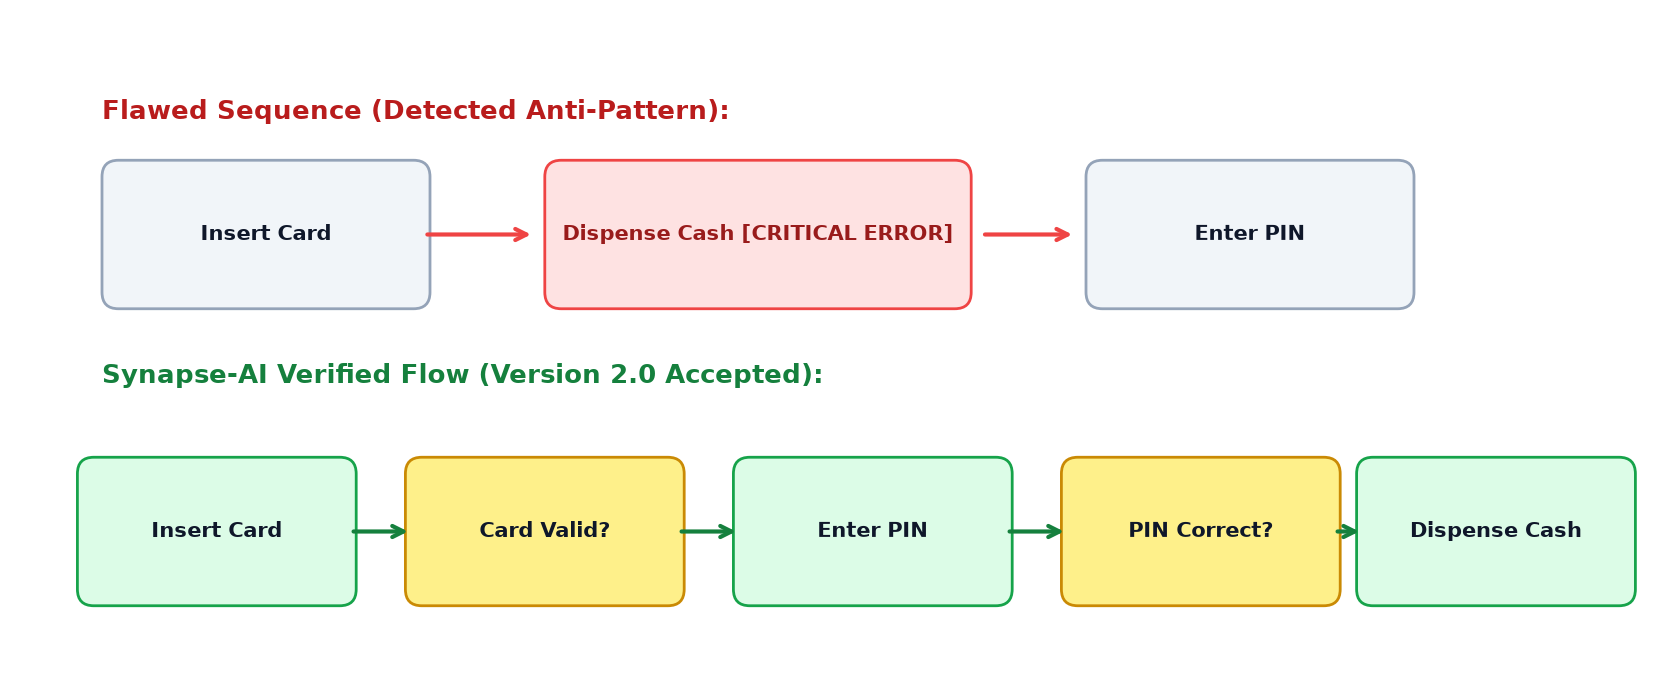 Flawed Sequence (Detected Anti-Pattern):
Insert Card
Dispense Cash [CRITICAL ERROR]
Enter PIN
Synapse-AI Verified Flow (Version 2.0 Accepted):
Insert Card
Card Valid?
Enter PIN
PIN Correct?
Dispense Cash